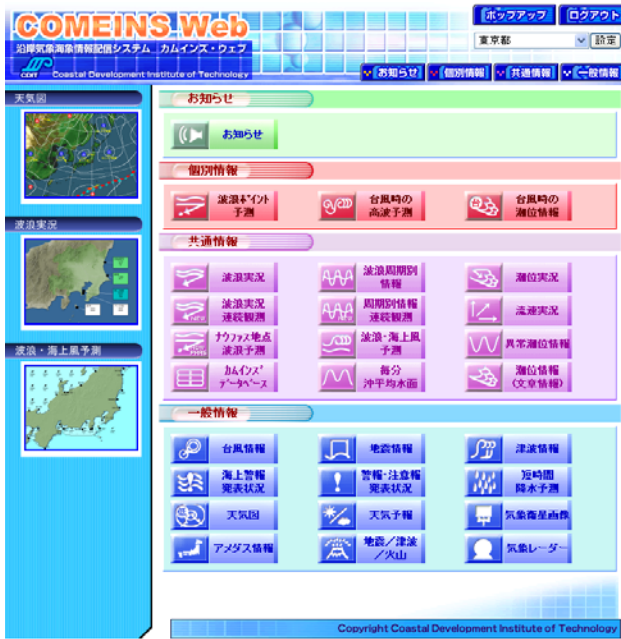 COMEINS Web
ポップアップ
ログアウト
沿岸気象海象情報配信システム カムインズ・ウェブ
東京都
設定
CDIT Coastal Development Institute of Technology
お知らせ
個別情報
共通情報
一般情報
天気図
波浪実況
波浪・海上風予測
お知らせ
お知らせ
個別情報
波浪ポイント
予測
台風時の
高波予測
台風時の
潮位情報
共通情報
波浪実況
波浪周期別
情報
潮位実況
波浪実況
連続観測
周期別情報
連続観測
流速実況
ナウファス地点
波浪予測
波浪・海上風
予測
異常潮位情報
カムインズ
データベース
毎分
沖平均水面
潮位情報
(文章情報)
一般情報
台風情報
地震情報
津波情報
海上警報
発表状況
警報・注意報
発表状況
短時間
降水予測
天気図
天気予報
気象衛星画像
アメダス情報
地震／津波
／火山
気象レーダー
Copyright Coastal Development Institute of Technology